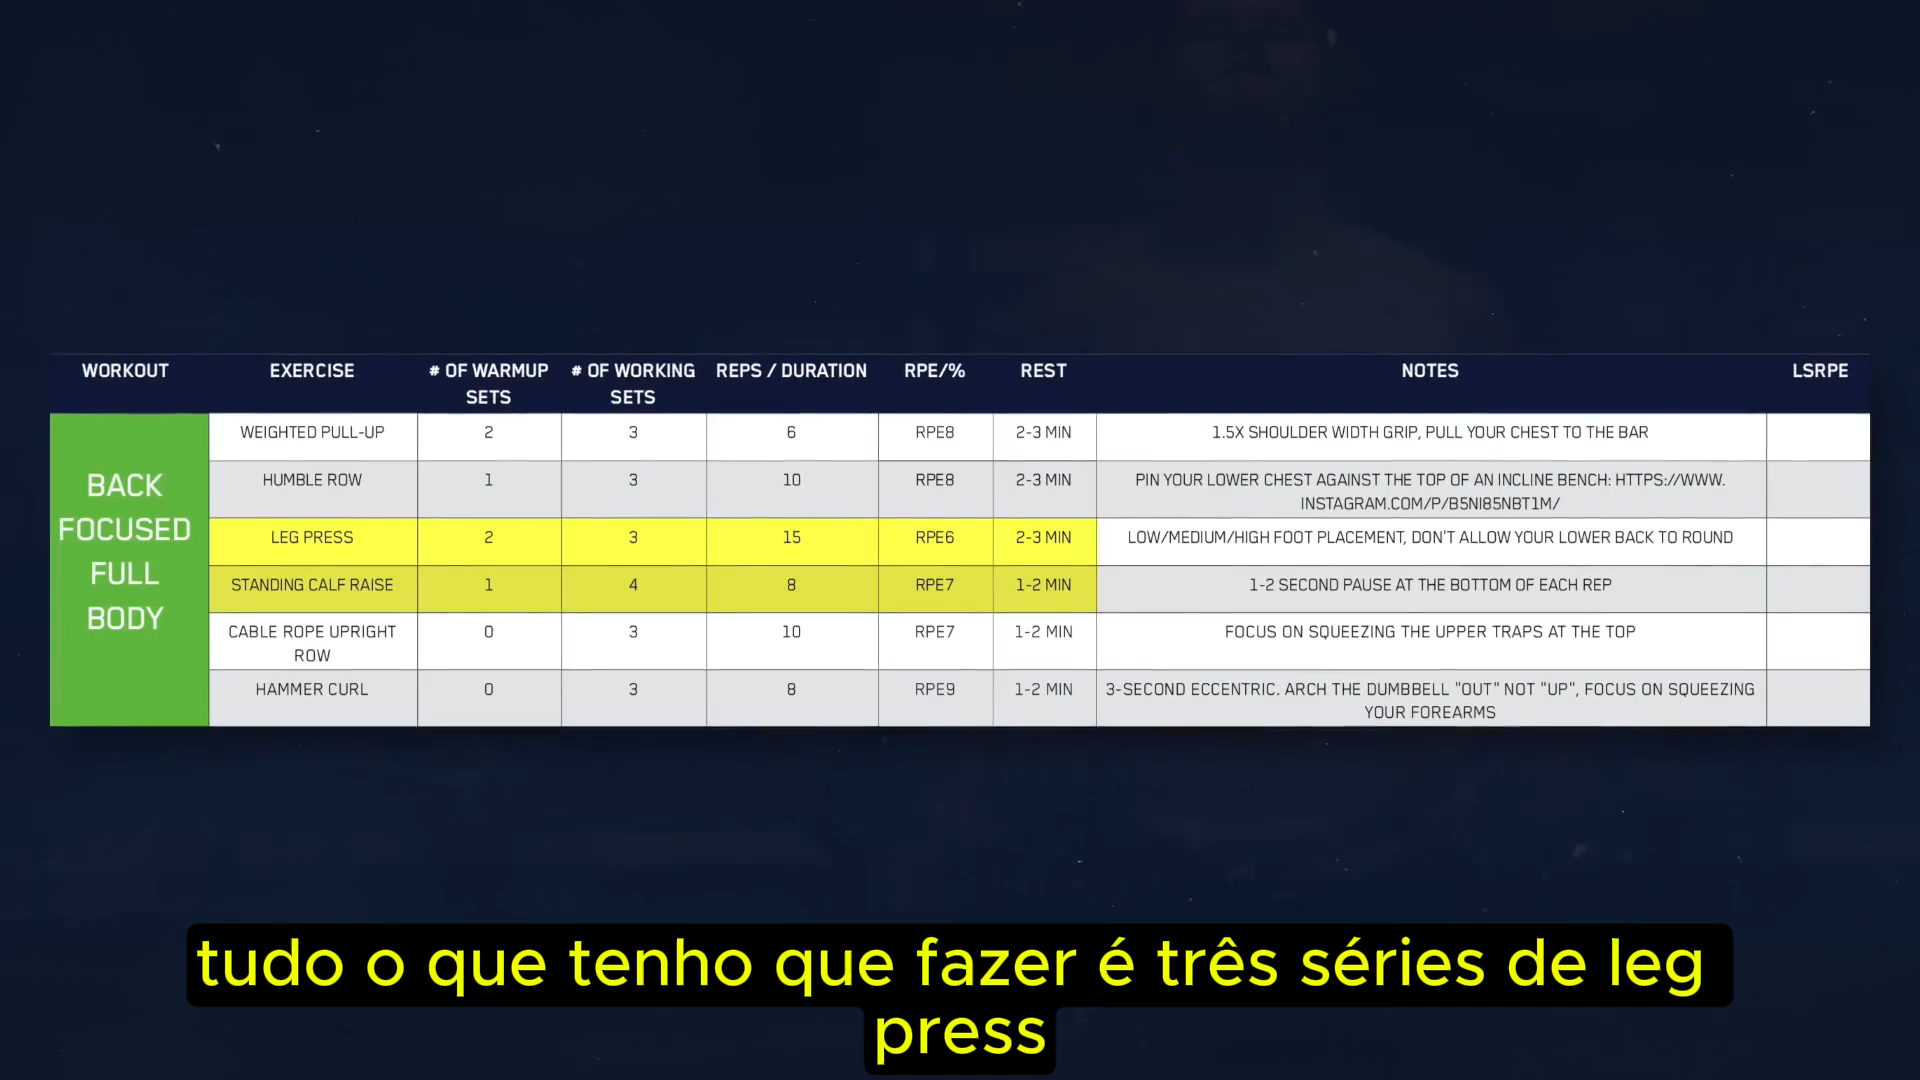 WORKOUT EXERCISE # OF WARMUP SETS # OF WORKING SETS REPS / DURATION RPE/% REST NOTES LSRPE
BACK FOCUSED FULL BODY
WEIGHTED PULL-UP 2 3 6 RPE8 2-3 MIN 1.5X SHOULDER WIDTH GRIP, PULL YOUR CHEST TO THE BAR
HUMBLE ROW 1 3 10 RPE8 2-3 MIN PIN YOUR LOWER CHEST AGAINST THE TOP OF AN INCLINE BENCH: HTTPS://WWW.
INSTAGRAM.COM/P/B5NI85NBT1M/
LEG PRESS 2 3 15 RPE6 2-3 MIN LOW/MEDIUM/HIGH FOOT PLACEMENT, DON'T ALLOW YOUR LOWER BACK TO ROUND
STANDING CALF RAISE 1 4 8 RPE7 1-2 MIN 1-2 SECOND PAUSE AT THE BOTTOM OF EACH REP
CABLE ROPE UPRIGHT ROW 0 3 10 RPE7 1-2 MIN FOCUS ON SQUEEZING THE UPPER TRAPS AT THE TOP
HAMMER CURL 0 3 8 RPE9 1-2 MIN 3-SECOND ECCENTRIC. ARCH THE DUMBBELL "OUT" NOT "UP", FOCUS ON SQUEEZING
YOUR FOREARMS
tudo o que tenho que fazer é três séries de leg
press